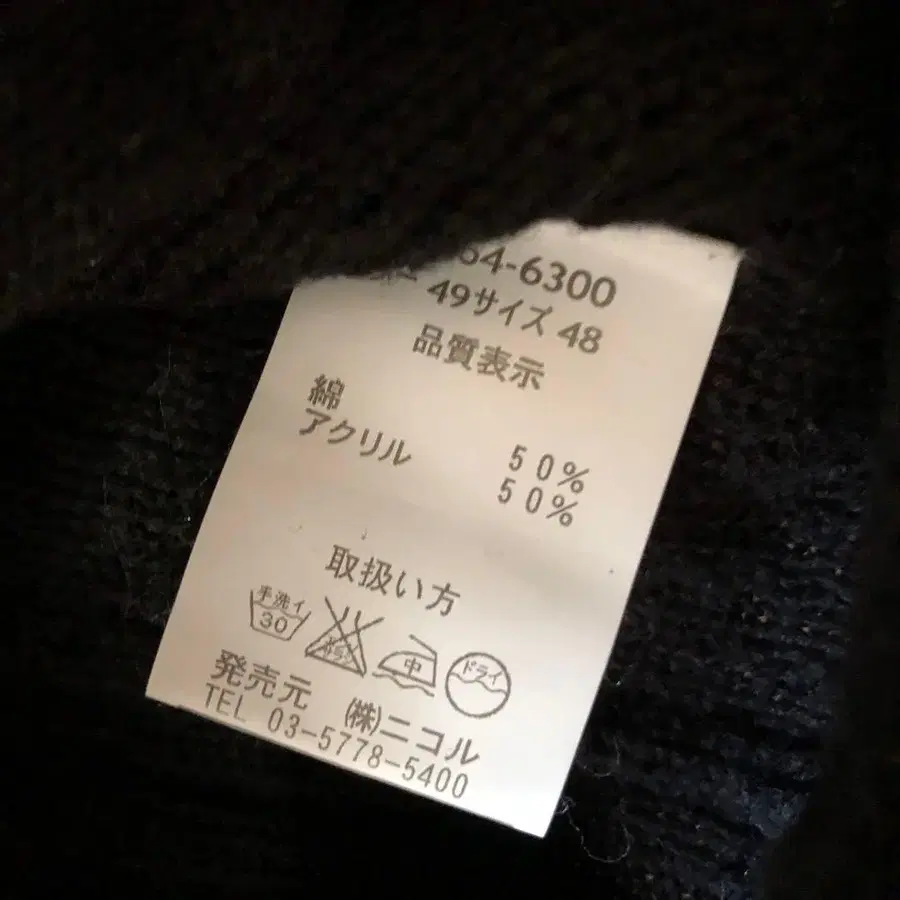 64-6300
49サイズ 48
品質表示
綿 50%
アクリル 50%
取扱い方
手洗イ 30 中 ドライ
発売元 (株)ニコル
TEL 03-5778-5400